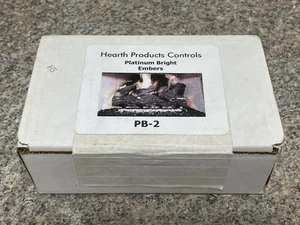 Hearth Products Controls
Platinum Bright
Embers
PB-2